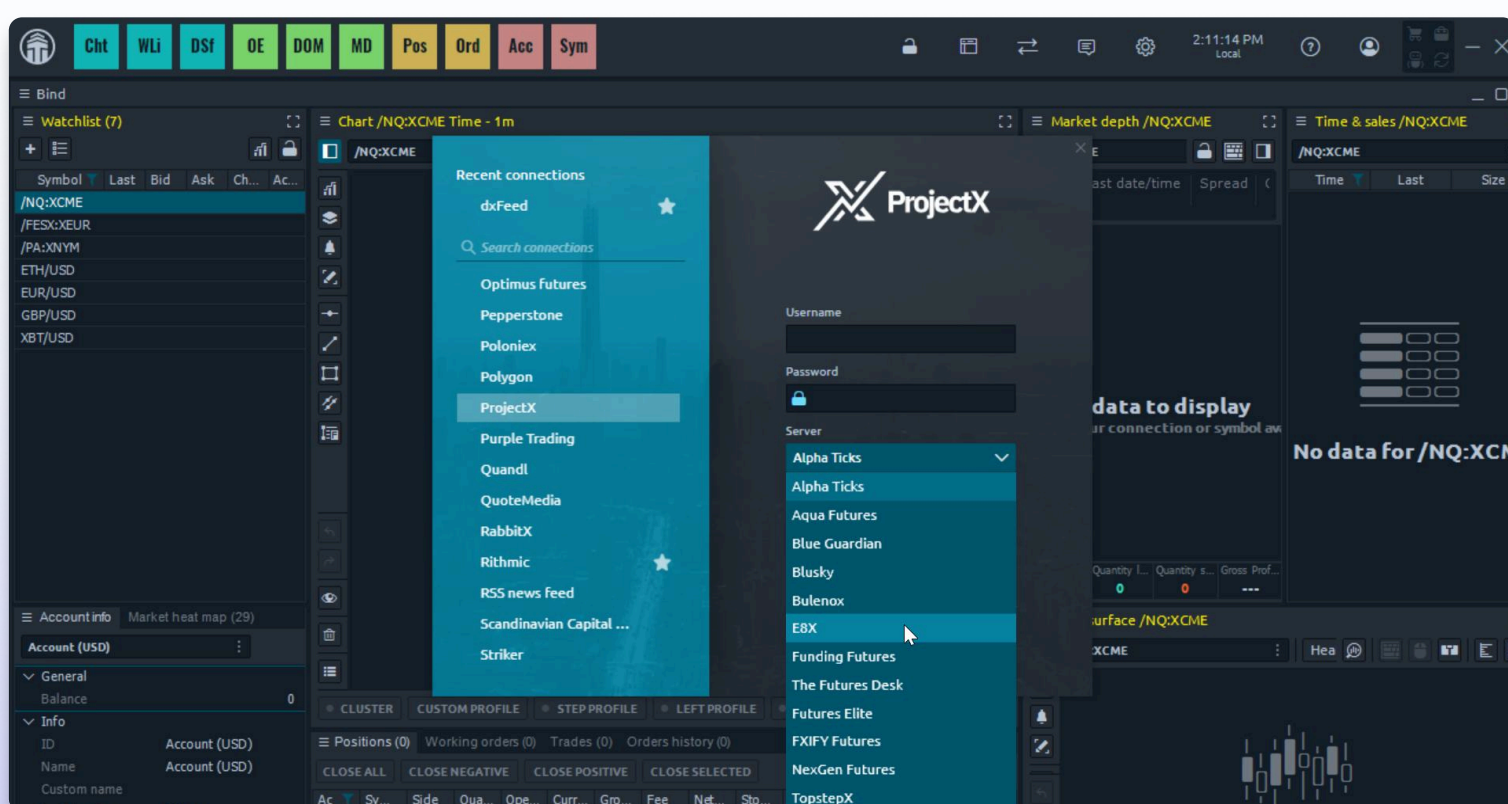 Cht WLi DSf OE DOM MD Pos Ord Acc Sym 2:11:14 PM
Local
Bind
Watchlist (7)
Symbol Last Bid Ask Ch... Ac...
/NQ:XCME
/FESX:XEUR
/PA:XNYM
ETH/USD
EUR/USD
GBP/USD
XBT/USD
Account info Market heat map (29)
Account (USD)
General
Balance 0
Info
ID Account (USD)
Name Account (USD)
Custom name
Chart /NQ:XCME Time - 1m
/NQ:XCME
Recent connections
dxFeed
Search connections
Optimus futures
Pepperstone
Poloniex
Polygon
ProjectX
Purple Trading
Quandl
QuoteMedia
RabbitX
Rithmic
RSS news feed
Scandinavian Capital ...
Striker
ProjectX
Username
Password
Server
Alpha Ticks
Alpha Ticks
Aqua Futures
Blue Guardian
Blusky
Bulenox
E8X
Funding Futures
The Futures Desk
Futures Elite
FXIFY Futures
NexGen Futures
TopstepX
CLUSTER CUSTOM PROFILE STEP PROFILE LEFT PROFILE
Positions (0) Working orders (0) Trades (0) Orders history (0)
CLOSE ALL CLOSE NEGATIVE CLOSE POSITIVE CLOSE SELECTED
Ac Sy... Side Qua... Ope... Curr... Gro... Fee Net... Sto...
Market depth /NQ:XCME
E
ast date/time Spread
data to display
ur connection or symbol ava
Quantity l... Quantity s... Gross Prof...
0 0 ---
Time & sales /NQ:XCME
/NQ:XCME
Time Last Size
No data for /NQ:XCM
urface /NQ:XCME
XCME Hea